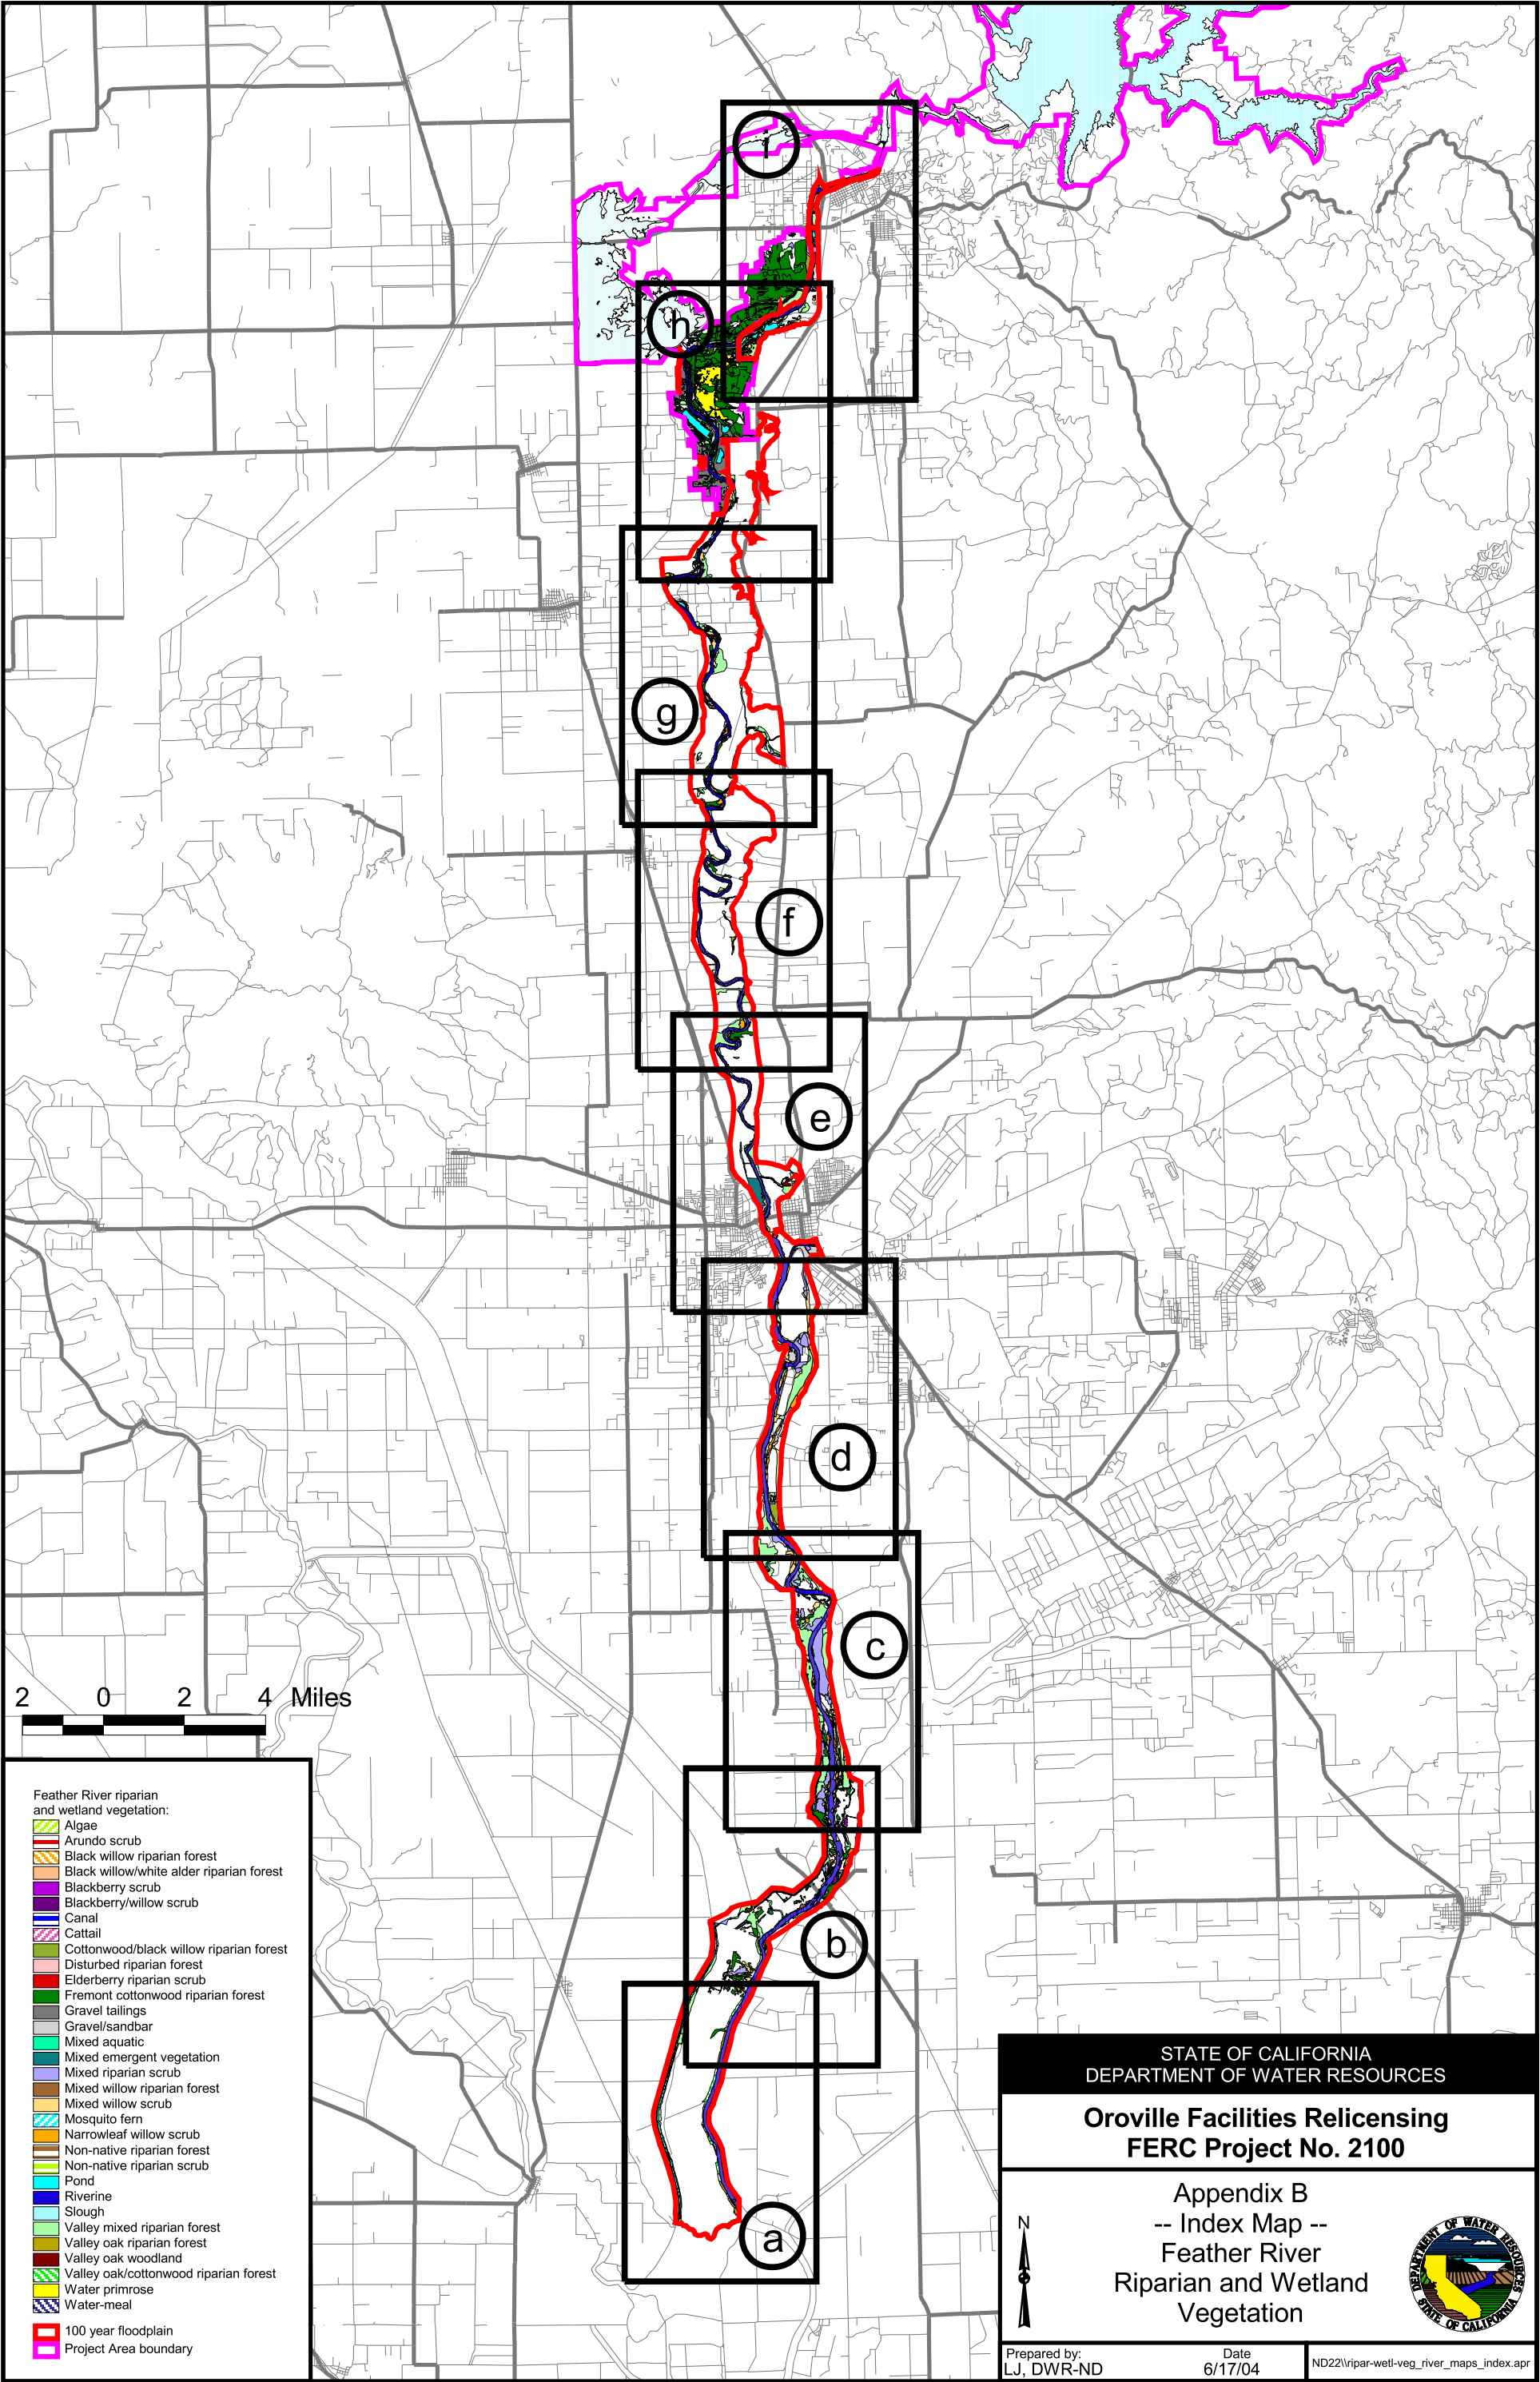 i
h
g
f
e
d
c
b
a
2 0 2 4 Miles
Feather River riparian
and wetland vegetation:
Algae
Arundo scrub
Black willow riparian forest
Black willow/white alder riparian forest
Blackberry scrub
Blackberry/willow scrub
Canal
Cattail
Cottonwood/black willow riparian forest
Disturbed riparian forest
Elderberry riparian scrub
Fremont cottonwood riparian forest
Gravel tailings
Gravel/sandbar
Mixed aquatic
Mixed emergent vegetation
Mixed riparian scrub
Mixed willow riparian forest
Mixed willow scrub
Mosquito fern
Narrowleaf willow scrub
Non-native riparian forest
Non-native riparian scrub
Pond
Riverine
Slough
Valley mixed riparian forest
Valley oak riparian forest
Valley oak woodland
Valley oak/cottonwood riparian forest
Water primrose
Water-meal
100 year floodplain
Project Area boundary
STATE OF CALIFORNIA
DEPARTMENT OF WATER RESOURCES
Oroville Facilities Relicensing
FERC Project No. 2100
Appendix B
-- Index Map --
Feather River
Riparian and Wetland
Vegetation
N
DEPARTMENT OF WATER RESOURCES
STATE OF CALIFORNIA
Prepared by:
LJ, DWR-ND
Date
6/17/04
ND22\\ripar-wetl-veg_river_maps_index.apr